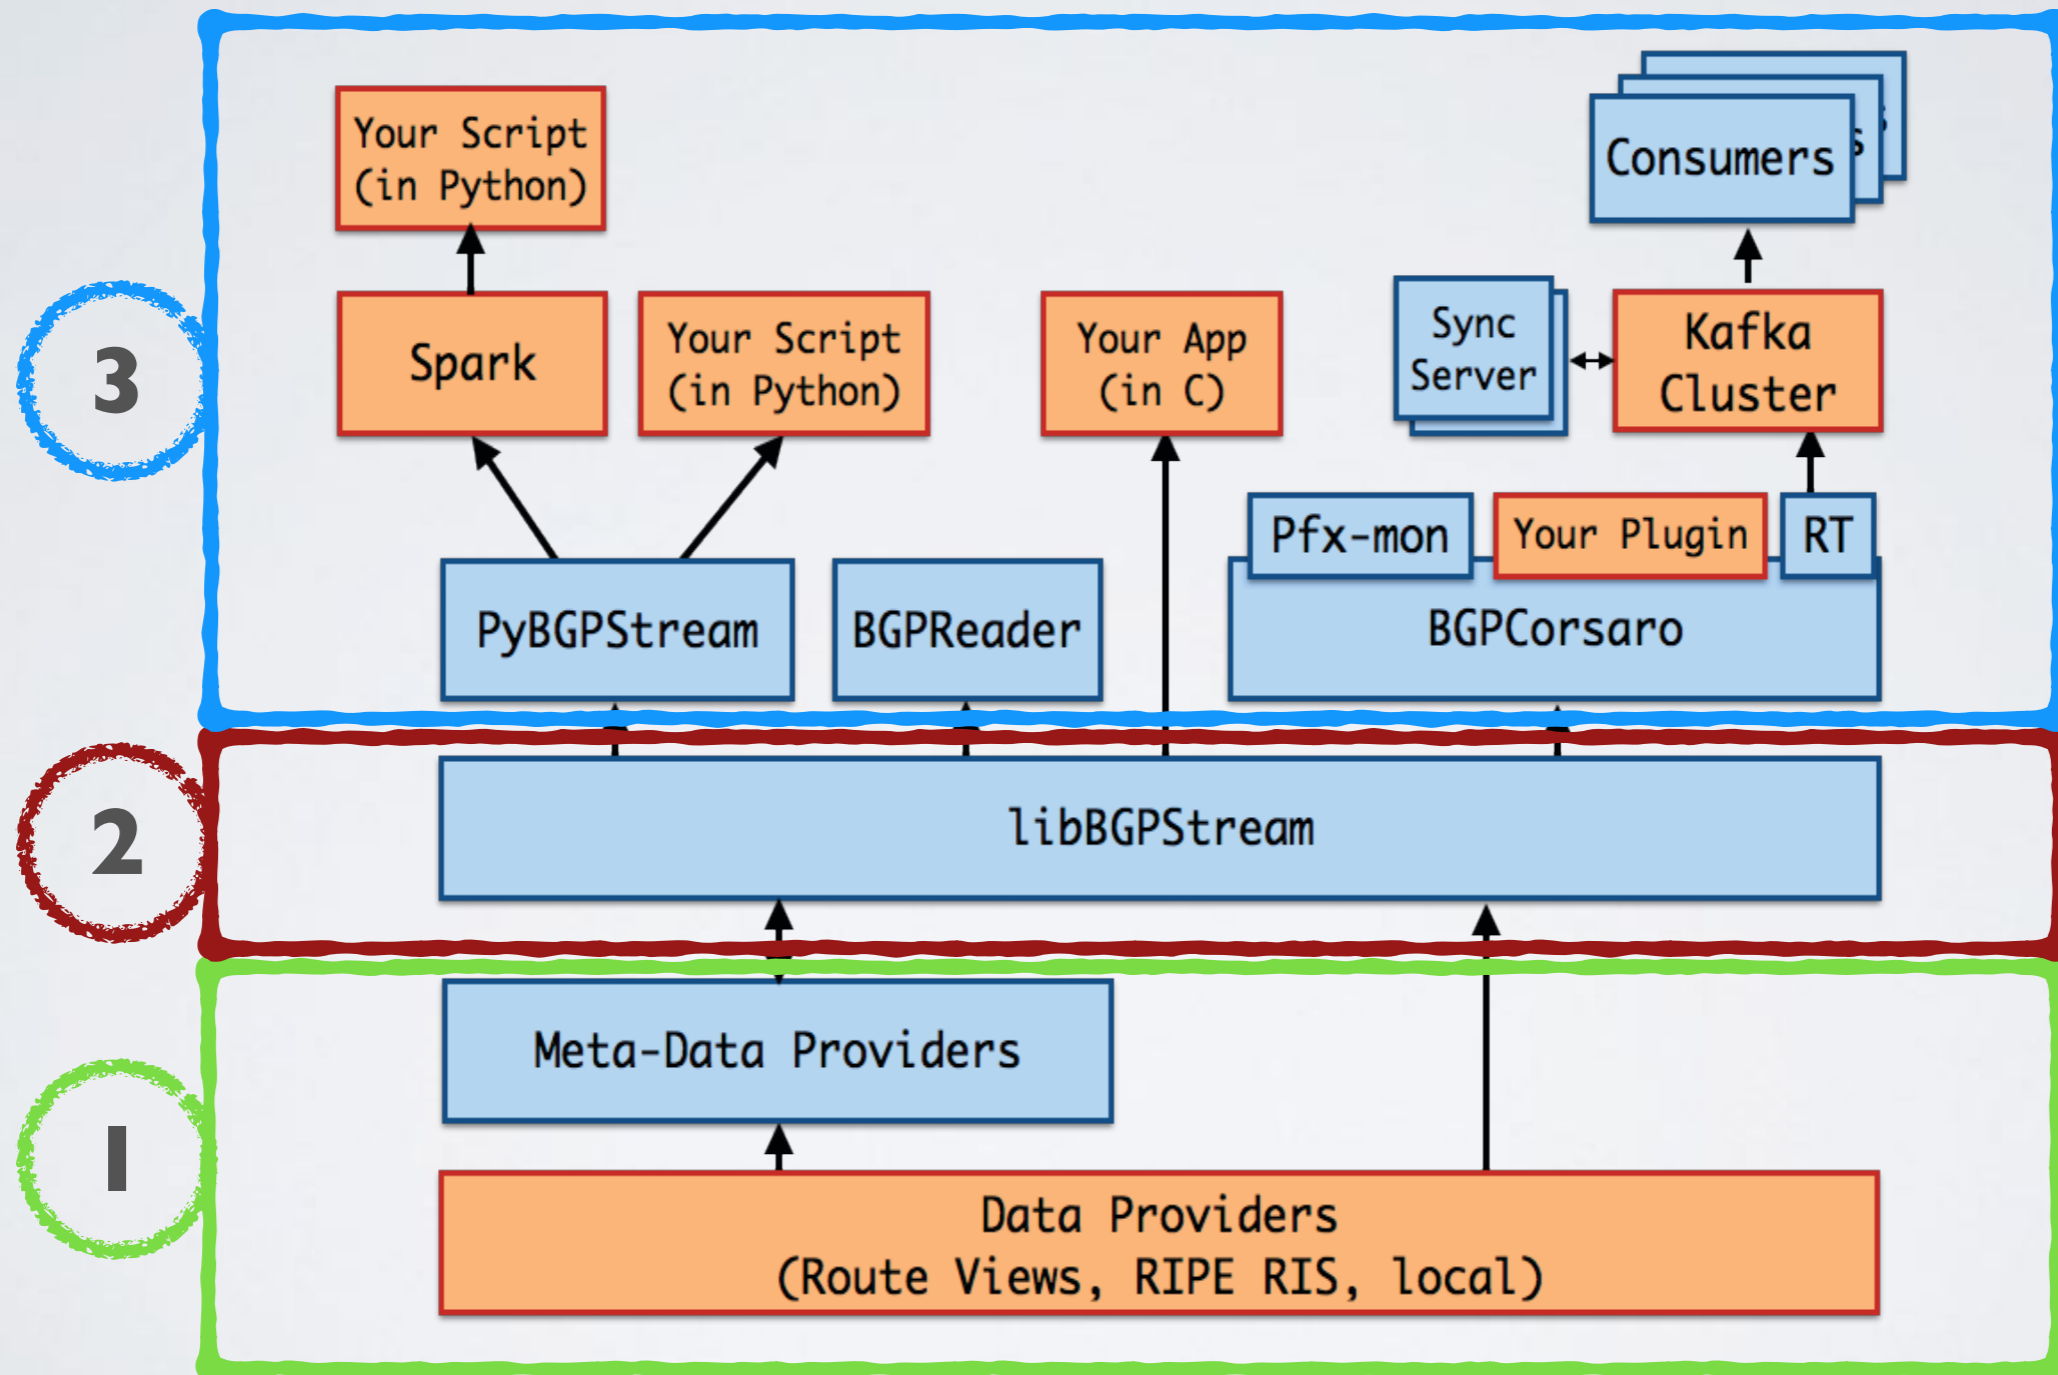 Your Script
(in Python)
Consumers
s
s
3
Spark
Your Script
(in Python)
Your App
(in C)
Sync
Server
Kafka
Cluster
Pfx-mon
Your Plugin
RT
PyBGPStream
BGPReader
BGPCorsaro
2
libBGPStream
1
Meta-Data Providers
Data Providers
(Route Views, RIPE RIS, local)